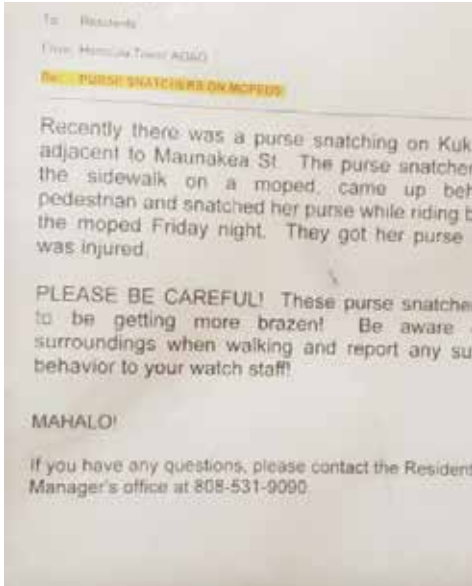 To: Residents
From: Honolulu Tower AOAO
Re: PURSE SNATCHERS ON MOPEDS
Recently there was a purse snatching on Kuk
adjacent to Maunakea St. The purse snatcher
the sidewalk on a moped, came up beh
pedestrian and snatched her purse while riding b
the moped Friday night. They got her purse
was injured.
PLEASE BE CAREFUL! These purse snatche
to be getting more brazen! Be aware
surroundings when walking and report any su
behavior to your watch staff!
MAHALO!
If you have any questions, please contact the Resident
Manager's office at 808-531-9090.